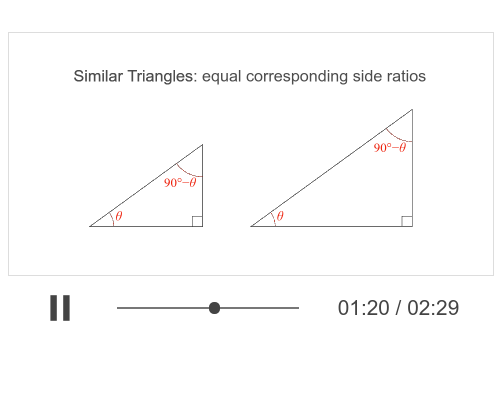 Similar Triangles: equal corresponding side ratios
90°−θ
90°−θ
θ
θ
01:20 / 02:29